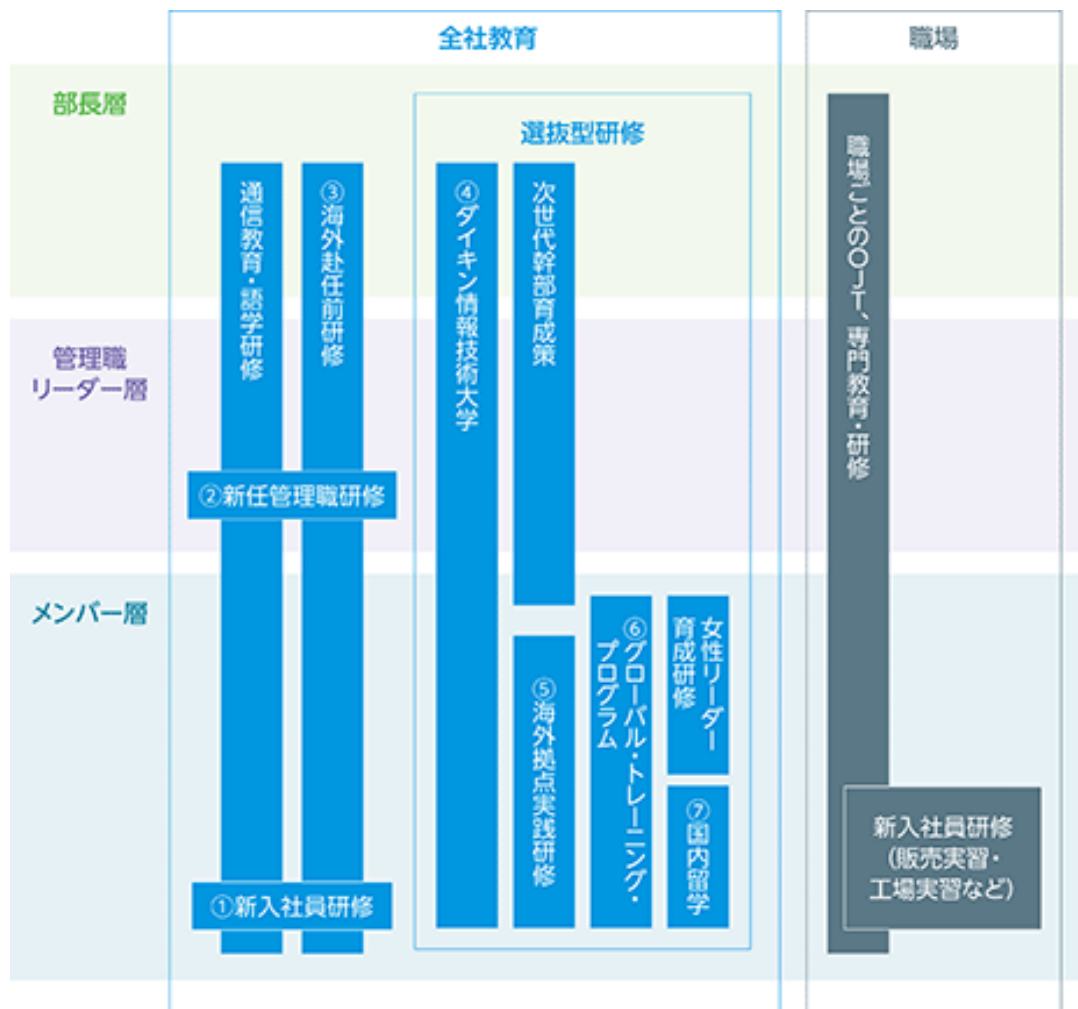 全社教育
職場
部長層
選抜型研修
通信教育・語学研修
③海外赴任前研修
④ダイキン情報技術大学
次世代幹部育成策
職場ごとのOJT、専門教育・研修
管理職
リーダー層
②新任管理職研修
メンバー層
⑤海外拠点実践研修
⑥グローバル・トレーニング・
プログラム
女性リーダー
育成研修
⑦国内留学
①新入社員研修
新入社員研修
(販売実習・
工場実習など)